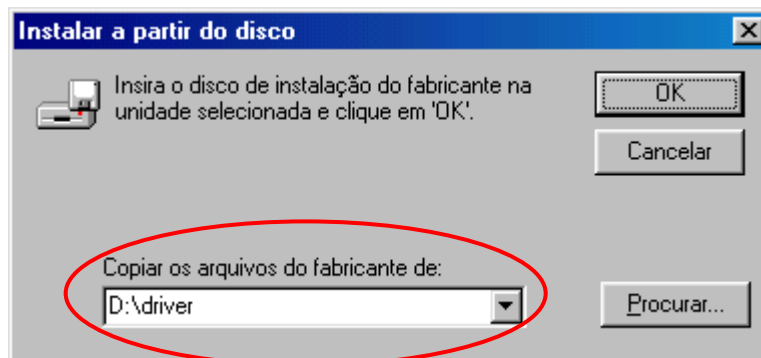 Instalar a partir do disco
Insira o disco de instalação do fabricante na
unidade selecionada e clique em 'OK'.
OK
Cancelar
Copiar os arquivos do fabricante de:
D:\driver
Procurar...